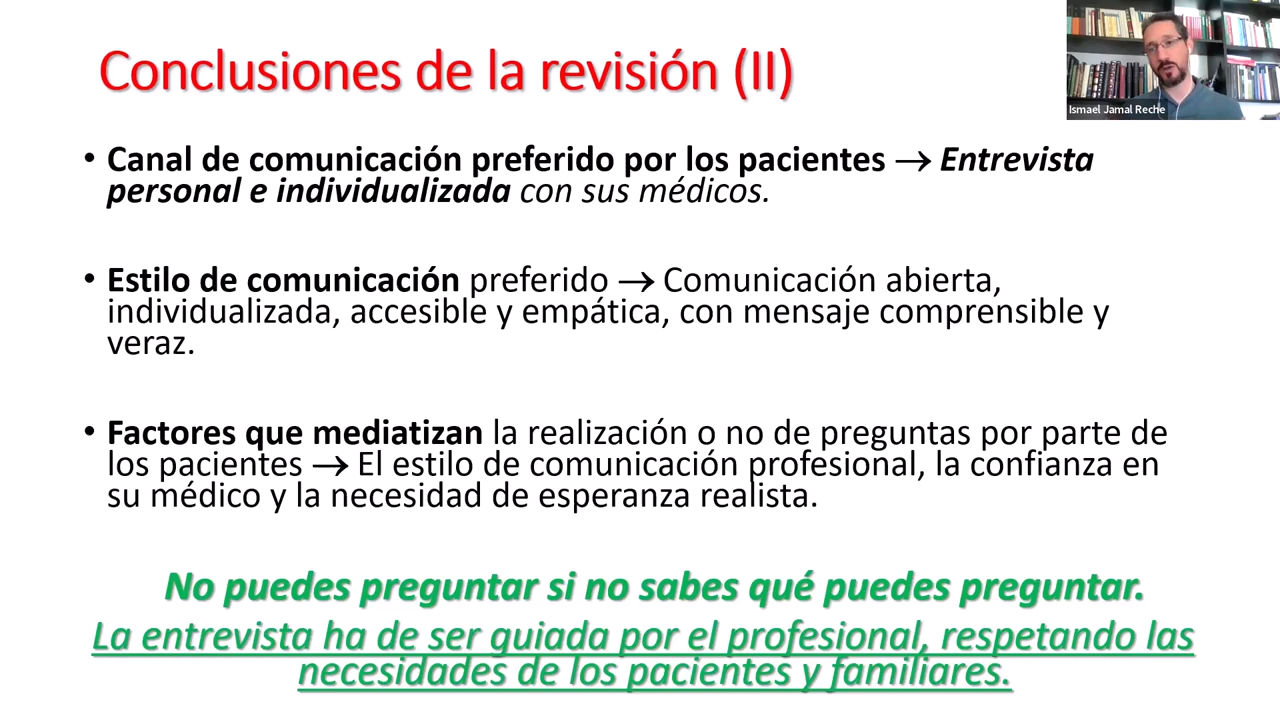 Conclusiones de la revisión (II)
Ismael Jamal Reche
• Canal de comunicación preferido por los pacientes → Entrevista
personal e individualizada con sus médicos.
• Estilo de comunicación preferido → Comunicación abierta,
individualizada, accesible y empática, con mensaje comprensible y
veraz.
• Factores que mediatizan la realización o no de preguntas por parte de
los pacientes → El estilo de comunicación profesional, la confianza en
su médico y la necesidad de esperanza realista.
No puedes preguntar si no sabes qué puedes preguntar.
La entrevista ha de ser guiada por el profesional, respetando las
necesidades de los pacientes y familiares.